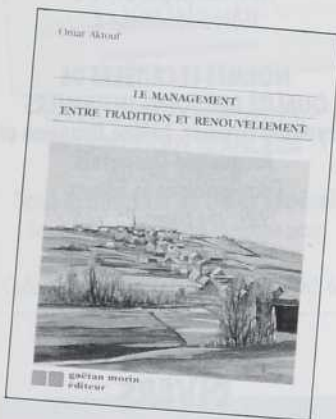 Omar Aktouf
LE MANAGEMENT
ENTRE TRADITION ET RENOUVELLEMENT
gaëtan morin
éditeur